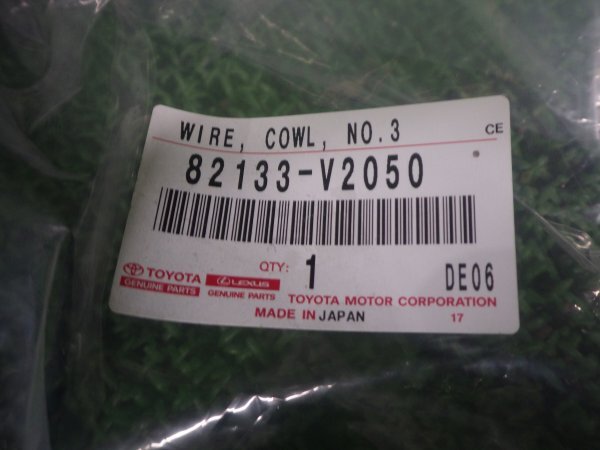 WIRE, COWL, NO.3 CE
82133-V2050
QTY: 1 DE06
TOYOTA LEXUS
GENUINE PARTS GENUINE PARTS TOYOTA MOTOR CORPORATION
MADE IN JAPAN 17